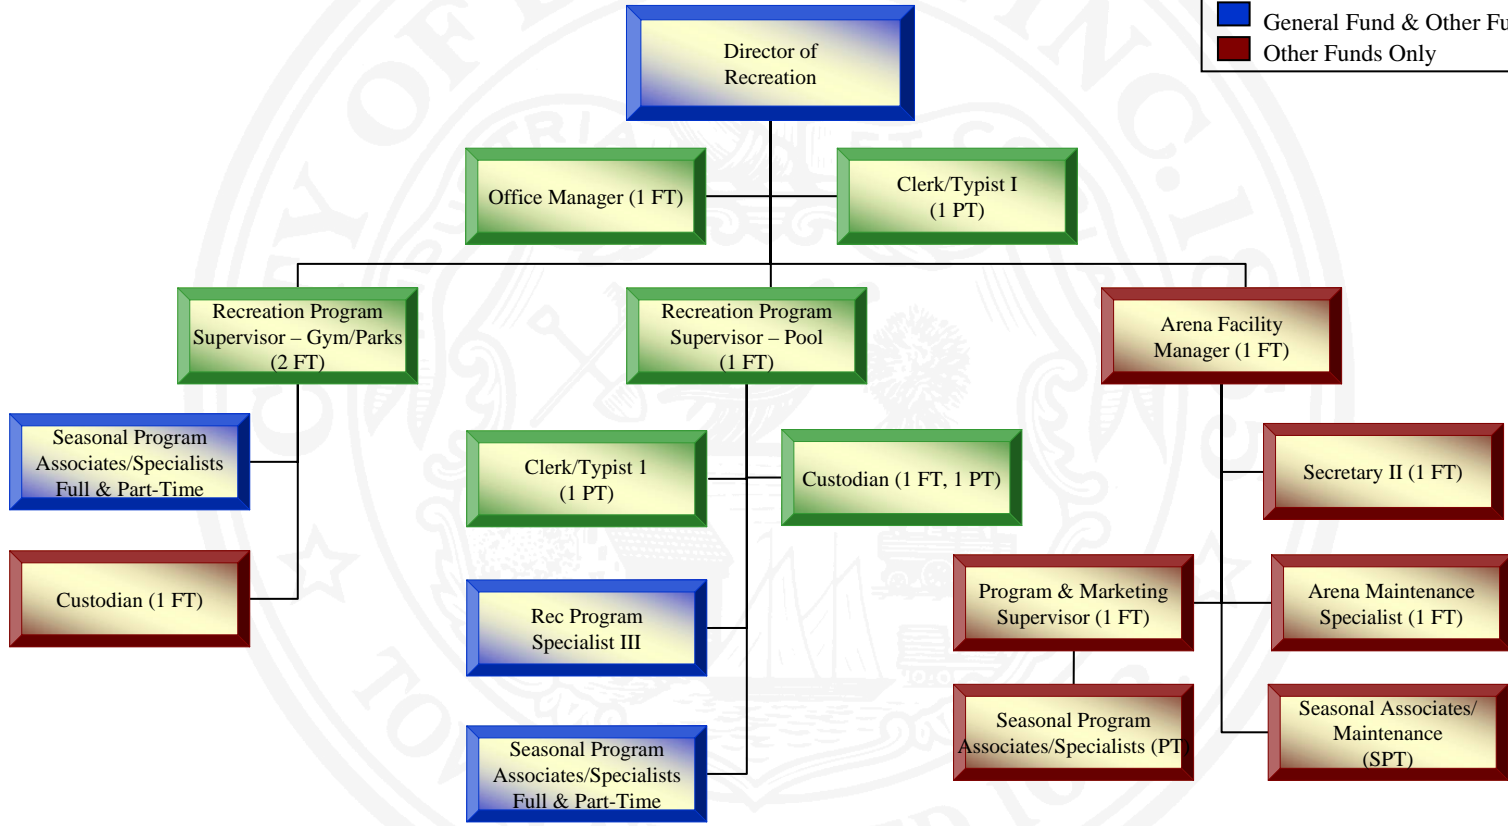 General Fund & Other Fu
Other Funds Only
Director of
Recreation
Office Manager (1 FT)
Clerk/Typist I
(1 PT)
Recreation Program
Supervisor – Gym/Parks
(2 FT)
Recreation Program
Supervisor – Pool
(1 FT)
Arena Facility
Manager (1 FT)
Seasonal Program
Associates/Specialists
Full & Part-Time
Clerk/Typist 1
(1 PT)
Custodian (1 FT, 1 PT)
Secretary II (1 FT)
Custodian (1 FT)
Rec Program
Specialist III
Program & Marketing
Supervisor (1 FT)
Arena Maintenance
Specialist (1 FT)
Seasonal Program
Associates/Specialists
Full & Part-Time
Seasonal Program
Associates/Specialists (PT)
Seasonal Associates/
Maintenance
(SPT)